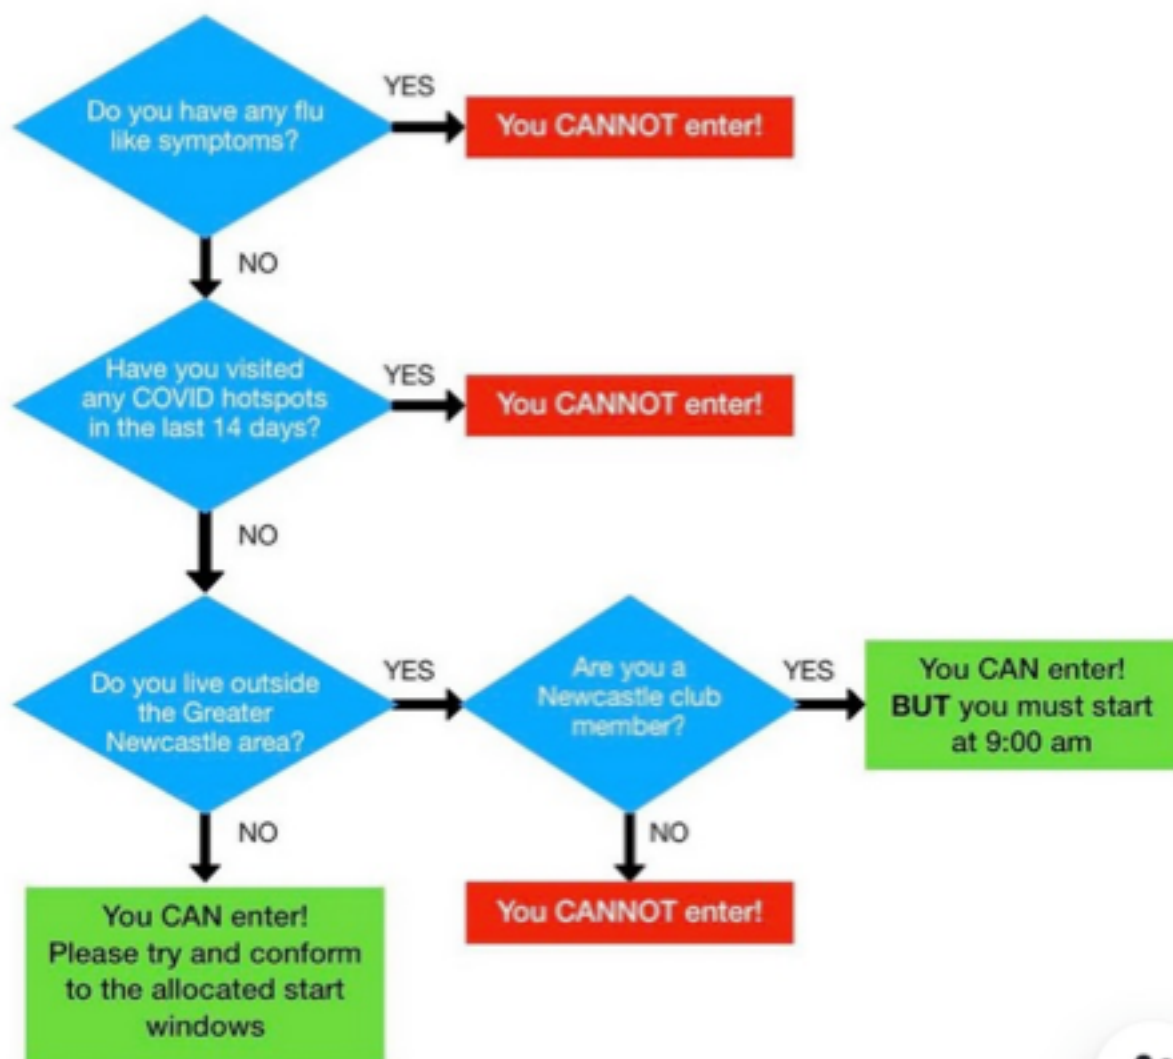 Do you have any flu
like symptoms?
YES
You CANNOT enter!
NO
Have you visited
any COVID hotspots
in the last 14 days?
YES
You CANNOT enter!
NO
Do you live outside
the Greater
Newcastle area?
YES
Are you a
Newcastle club
member?
YES
You CAN enter!
BUT you must start
at 9:00 am
NO
You CAN enter!
Please try and conform
to the allocated start
windows
NO
You CANNOT enter!